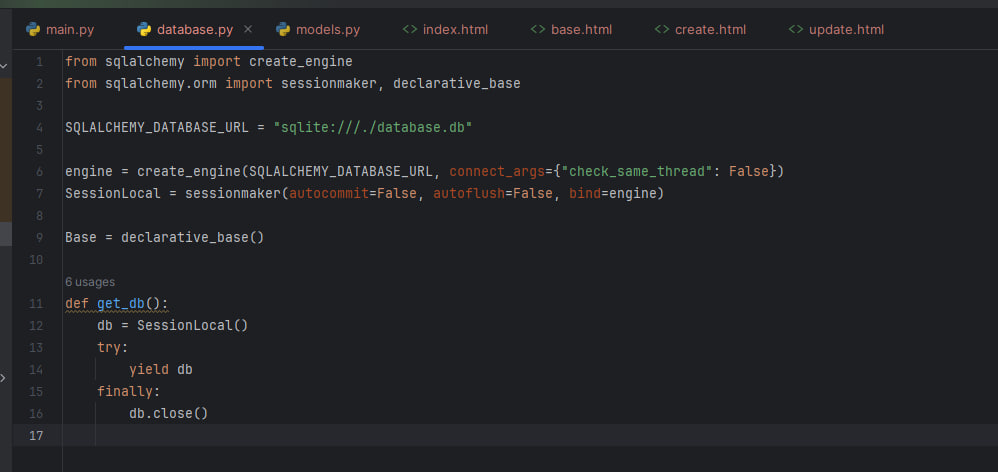 main.py database.py models.py index.html base.html create.html update.html
1 from sqlalchemy import create_engine
2 from sqlalchemy.orm import sessionmaker, declarative_base
3
4 SQLALCHEMY_DATABASE_URL = "sqlite:///./database.db"
5
6 engine = create_engine(SQLALCHEMY_DATABASE_URL, connect_args={"check_same_thread": False})
7 SessionLocal = sessionmaker(autocommit=False, autoflush=False, bind=engine)
8
9 Base = declarative_base()
10
6 usages
11 def get_db():
12     db = SessionLocal()
13     try:
14         yield db
15     finally:
16         db.close()
17